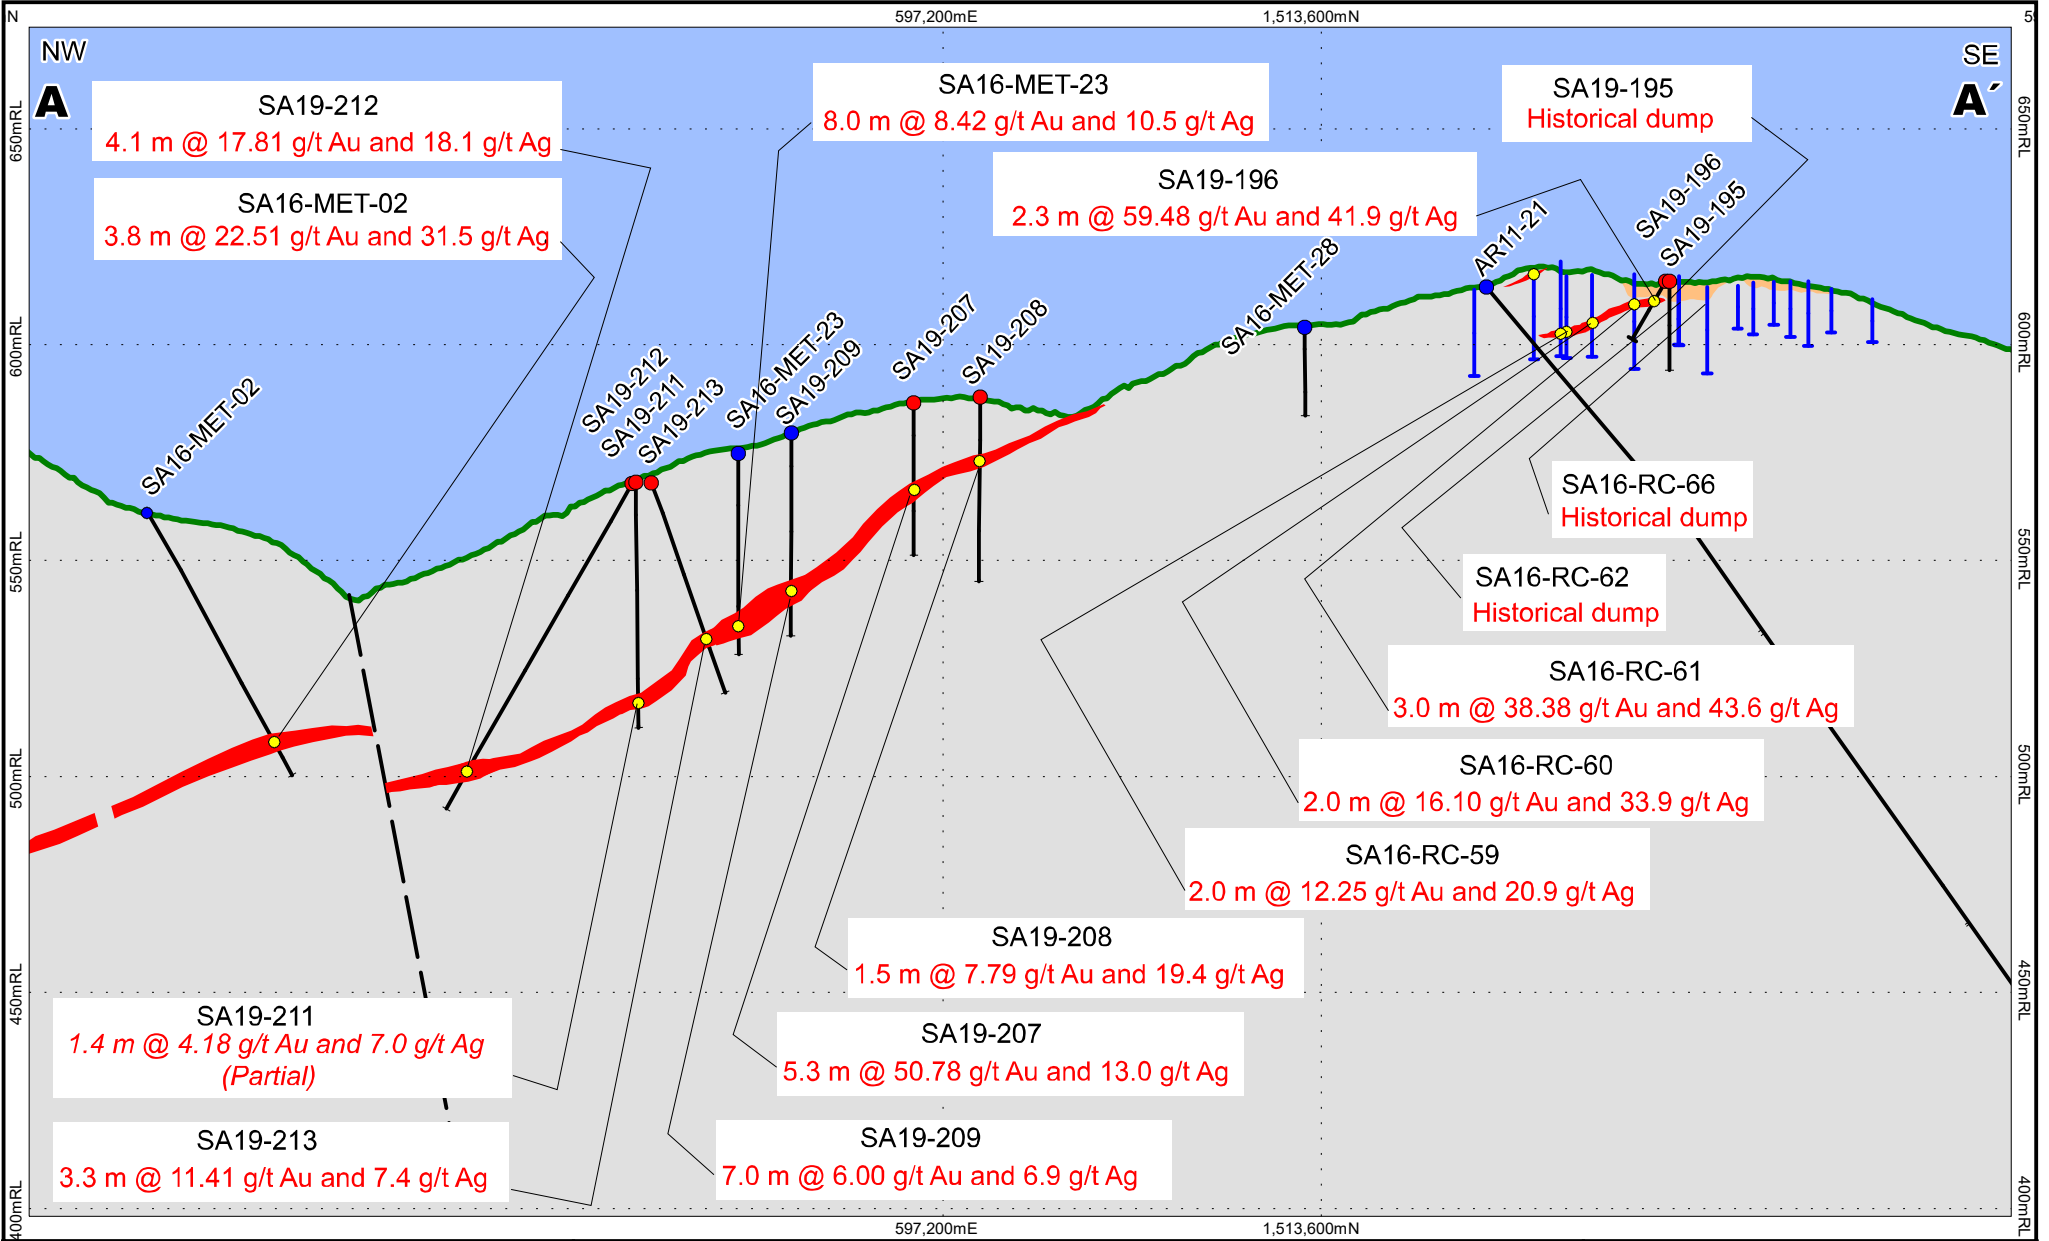 N
597,200mE
1,513,600mN
59
NW
SE
A
A´
650mRL
650mRL
SA19-212
4.1 m @ 17.81 g/t Au and 18.1 g/t Ag
SA16-MET-23
8.0 m @ 8.42 g/t Au and 10.5 g/t Ag
SA19-195
Historical dump
SA16-MET-02
3.8 m @ 22.51 g/t Au and 31.5 g/t Ag
SA19-196
2.3 m @ 59.48 g/t Au and 41.9 g/t Ag
SA19-196
SA19-195
AR11-21
SA16-MET-28
600mRL
600mRL
SA16-MET-02
SA19-212
SA19-211
SA19-213
SA16-MET-23
SA19-209
SA19-207
SA19-208
SA16-RC-66
Historical dump
550mRL
550mRL
SA16-RC-62
Historical dump
SA16-RC-61
3.0 m @ 38.38 g/t Au and 43.6 g/t Ag
500mRL
500mRL
SA16-RC-60
2.0 m @ 16.10 g/t Au and 33.9 g/t Ag
SA16-RC-59
2.0 m @ 12.25 g/t Au and 20.9 g/t Ag
SA19-208
1.5 m @ 7.79 g/t Au and 19.4 g/t Ag
450mRL
450mRL
SA19-211
1.4 m @ 4.18 g/t Au and 7.0 g/t Ag
(Partial)
SA19-207
5.3 m @ 50.78 g/t Au and 13.0 g/t Ag
SA19-213
3.3 m @ 11.41 g/t Au and 7.4 g/t Ag
SA19-209
7.0 m @ 6.00 g/t Au and 6.9 g/t Ag
400mRL
400mRL
597,200mE
1,513,600mN